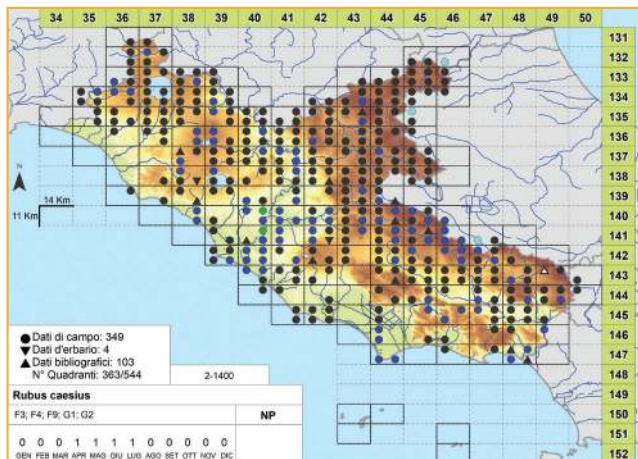 34 35 36 37 38 39 40 41 42 43 44 45 46 47 48 49 50
131
132
133
134
135
136
137
138
139
140
141
142
143
144
145
146
147
148
149
150
151
152
N
14 Km
11 Km
Dati di campo: 349
Dati d'erbario: 4
Dati bibliografici: 103
N° Quadranti: 363/544
2-1400
Rubus caesius
F3; F4; F9; G1; G2
NP
0 0 0 1 1 1 1 0 0 0 0 0
GEN FEB MAR APR MAG GIU LUG AGO SET OTT NOV DIC